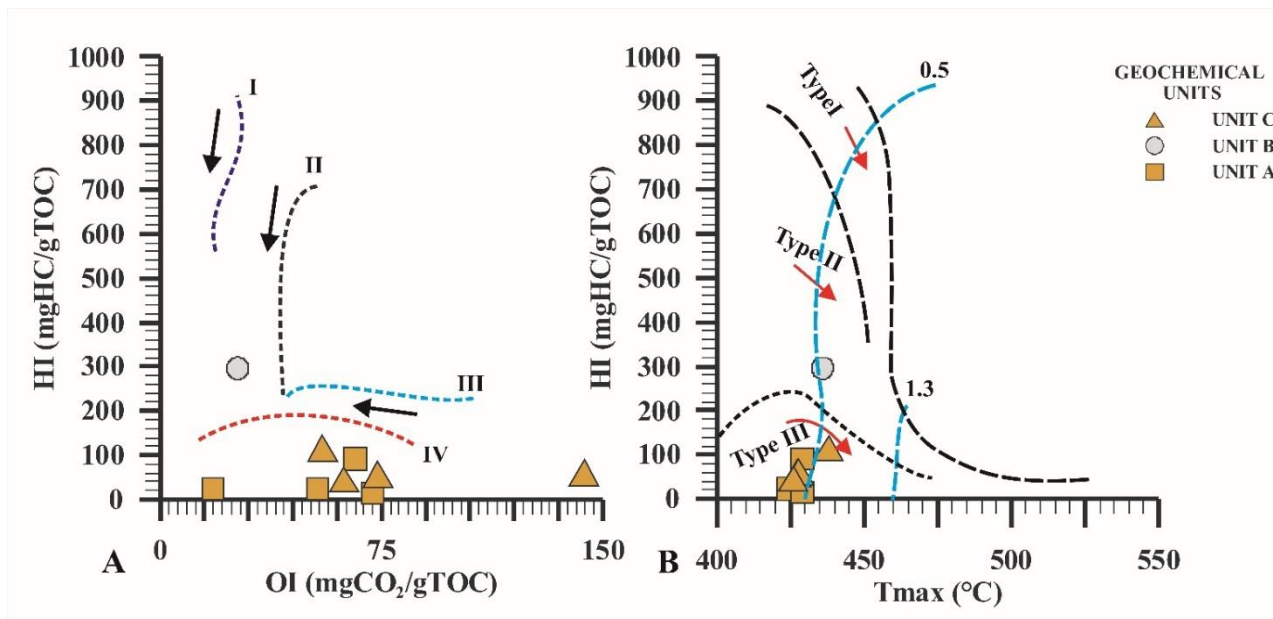 1000
900
800
700
600
500
400
300
200
100
0
HI (mgHC/gTOC)
I
II
III
IV
0
75
150
A
OI (mgCO₂/gTOC)
1000
900
800
700
600
500
400
300
200
100
0
HI (mgHC/gTOC)
TypeI
0.5
Type II
1.3
Type III
400
450
500
550
B
Tmax (°C)
GEOCHEMICAL
UNITS
UNIT C
UNIT B
UNIT A